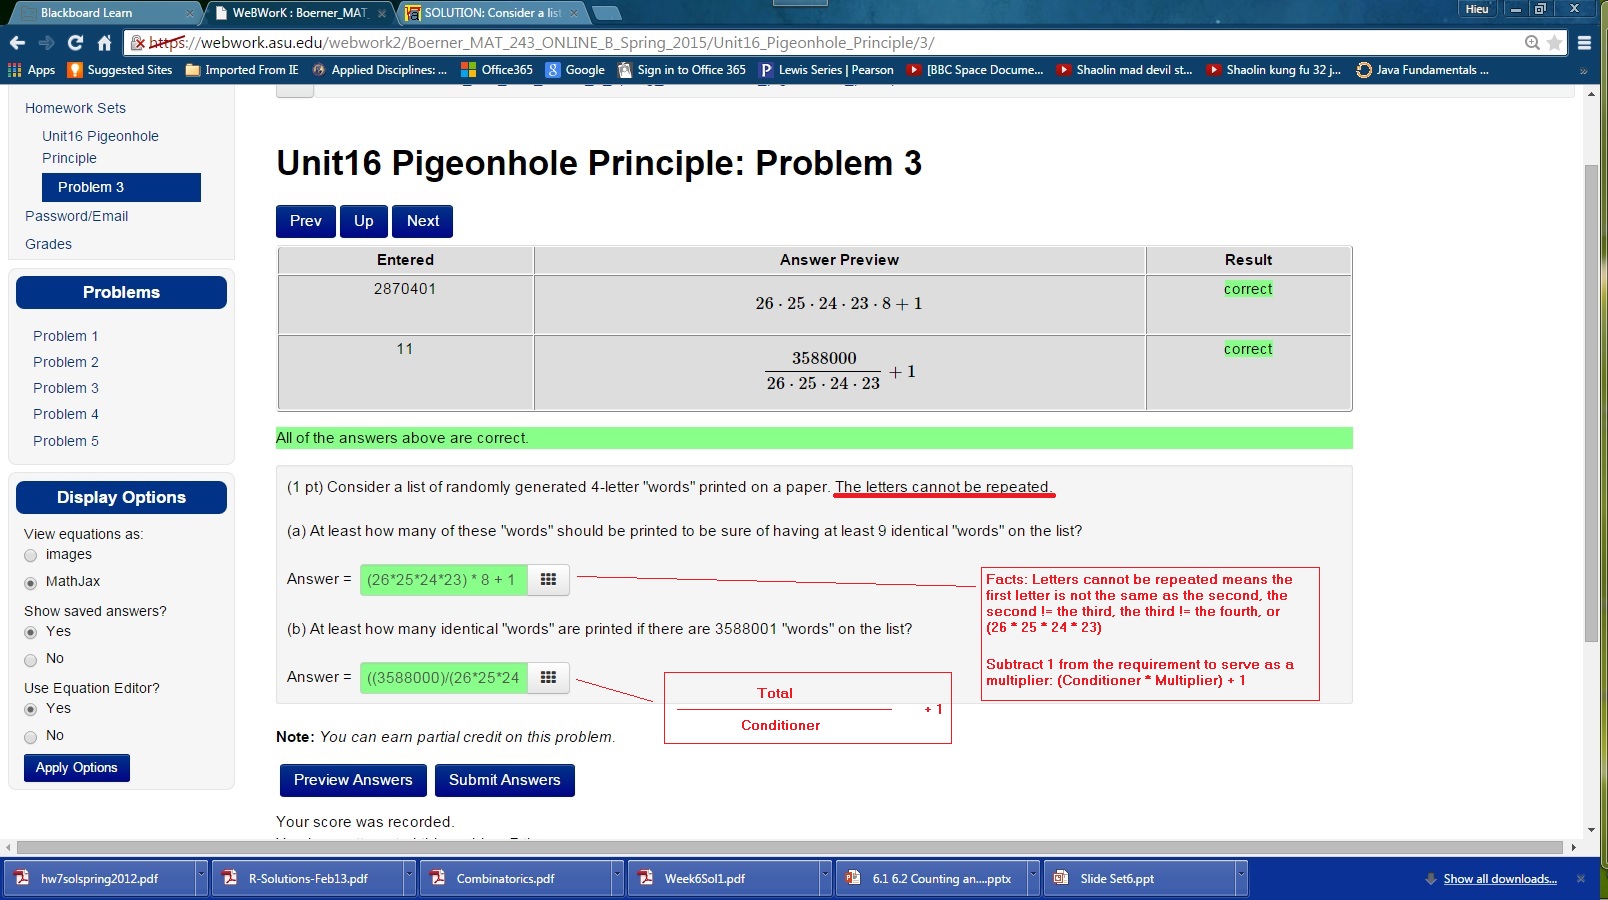 Blackboard Learn
WeBWorK : Boerner_MAT_
SOLUTION: Consider a list
Hieu
https://webwork.asu.edu/webwork2/Boerner_MAT_243_ONLINE_B_Spring_2015/Unit16_Pigeonhole_Principle/3/
Apps
Suggested Sites
Imported From IE
Applied Disciplines: ...
Office365
Google
Sign in to Office 365
Lewis Series | Pearson
[BBC Space Docume...
Shaolin mad devil st...
Shaolin kung fu 32 j...
Java Fundamentals ...
»
Homework Sets
Unit16 Pigeonhole
Principle
Problem 3
Password/Email
Grades
Problems
Problem 1
Problem 2
Problem 3
Problem 4
Problem 5
Display Options
View equations as:
images
MathJax
Show saved answers?
Yes
No
Use Equation Editor?
Yes
No
Apply Options
Unit16 Pigeonhole Principle: Problem 3
Prev Up Next
Entered Answer Preview Result
2870401 26 · 25 · 24 · 23 · 8 + 1 correct
11 3588000 / 26 · 25 · 24 · 23 + 1 correct
All of the answers above are correct.
(1 pt) Consider a list of randomly generated 4-letter "words" printed on a paper. The letters cannot be repeated.
(a) At least how many of these "words" should be printed to be sure of having at least 9 identical "words" on the list?
Answer = (26*25*24*23) * 8 + 1
(b) At least how many identical "words" are printed if there are 3588001 "words" on the list?
Answer = ((3588000)/(26*25*24
Facts: Letters cannot be repeated means the
first letter is not the same as the second, the
second != the third, the third != the fourth, or
(26 * 25 * 24 * 23)
Subtract 1 from the requirement to serve as a
multiplier: (Conditioner * Multiplier) + 1
Total
+ 1
Conditioner
Note: You can earn partial credit on this problem.
Preview Answers Submit Answers
Your score was recorded.
hw7solspring2012.pdf
R-Solutions-Feb13.pdf
Combinatorics.pdf
Week6Sol1.pdf
6.1 6.2 Counting an....pptx
Slide Set6.ppt
Show all downloads...